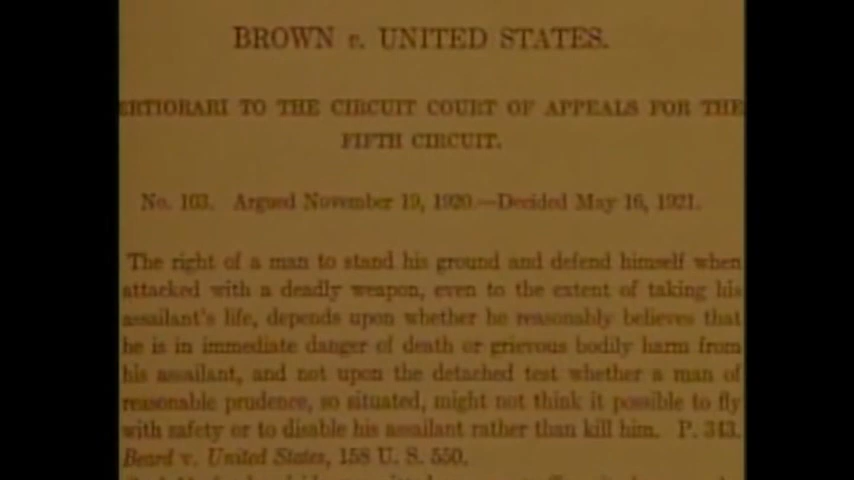 BROWN v. UNITED STATES.
ERTIORARI TO THE CIRCUIT COURT OF APPEALS FOR THE
FIFTH CIRCUIT.
No. 103. Argued November 19, 1920.—Decided May 16, 1921.
The right of a man to stand his ground and defend himself when
attacked with a deadly weapon, even to the extent of taking his
assailant's life, depends upon whether he reasonably believes that
he is in immediate danger of death or grievous bodily harm from
his assailant, and not upon the detached test whether a man of
reasonable prudence, so situated, might not think it possible to fly
with safety or to disable his assailant rather than kill him. P. 343.
Beard v. United States, 158 U. S. 550.